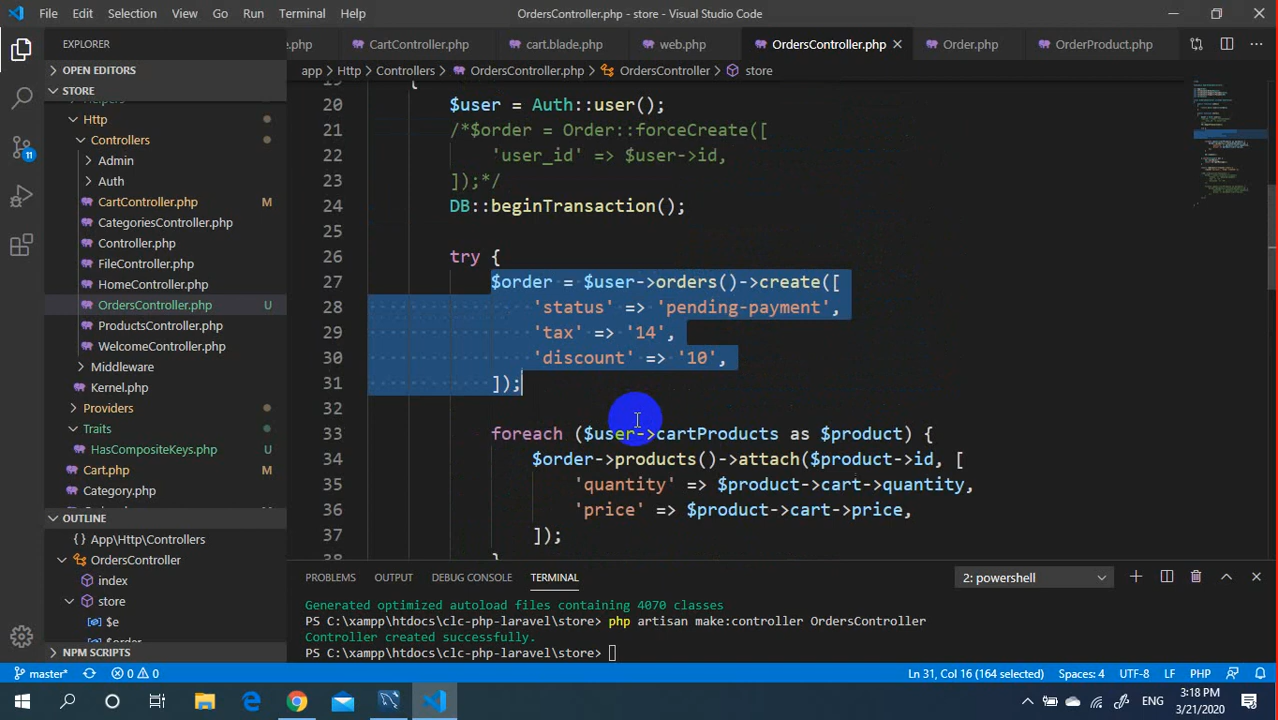 File Edit Selection View Go Run Terminal Help OrdersController.php - store - Visual Studio Code
EXPLORER
OPEN EDITORS
STORE
Http
Controllers
Admin
Auth
CartController.php M
CategoriesController.php
Controller.php
FileController.php
HomeController.php
OrdersController.php U
ProductsController.php
WelcomeController.php
Middleware
Kernel.php
Providers
Traits
HasCompositeKeys.php U
Cart.php M
Category.php
OUTLINE
{} App\Http\Controllers
OrdersController
index
store
$e
$order
NPM SCRIPTS
11
e.php CartController.php cart.blade.php web.php OrdersController.php Order.php OrderProduct.php
app > Http > Controllers > OrdersController.php > OrdersController > store
19 {
20 $user = Auth::user();
21 /*$order = Order::forceCreate([
22 'user_id' => $user->id,
23 ]);*/
24 DB::beginTransaction();
25
26 try {
27 $order = $user->orders()->create([
28 'status' => 'pending-payment',
29 'tax' => '14',
30 'discount' => '10',
31 ]);
32
33 foreach ($user->cartProducts as $product) {
34 $order->products()->attach($product->id, [
35 'quantity' => $product->cart->quantity,
36 'price' => $product->cart->price,
37 ]);
38 }
PROBLEMS OUTPUT DEBUG CONSOLE TERMINAL 2: powershell
Generated optimized autoload files containing 4070 classes
PS C:\xampp\htdocs\clc-php-laravel\store> php artisan make:controller OrdersController
Controller created successfully.
PS C:\xampp\htdocs\clc-php-laravel\store>
master* 0 0 Ln 31, Col 16 (164 selected) Spaces: 4 UTF-8 LF PHP
ENG 3:18 PM
3/21/2020